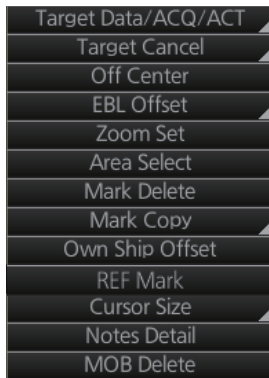 Target Data/ACQ/ACT
Target Cancel
Off Center
EBL Offset
Zoom Set
Area Select
Mark Delete
Mark Copy
Own Ship Offset
REF Mark
Cursor Size
Notes Detail
MOB Delete